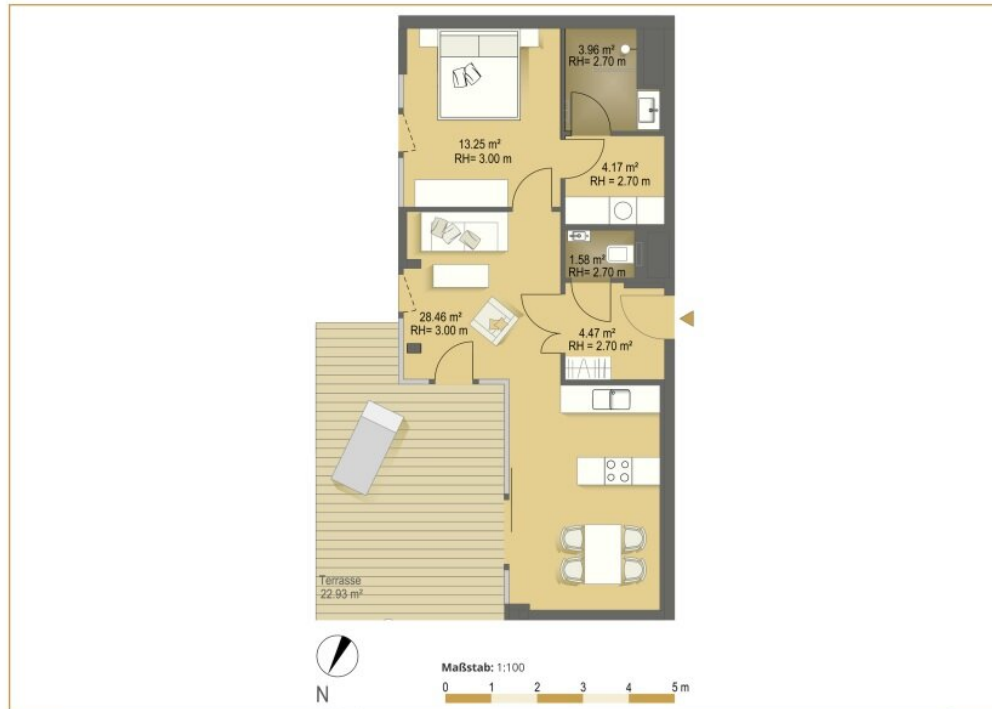 3.96 m²
RH= 2.70 m
13.25 m²
RH= 3.00 m
4.17 m²
RH = 2.70 m
1.58 m²
RH= 2.70 m
28.46 m²
RH= 3.00 m
4.47 m²
RH = 2.70 m²
Terrasse
22.93 m²
N
Maßstab: 1:100
0 1 2 3 4 5 m